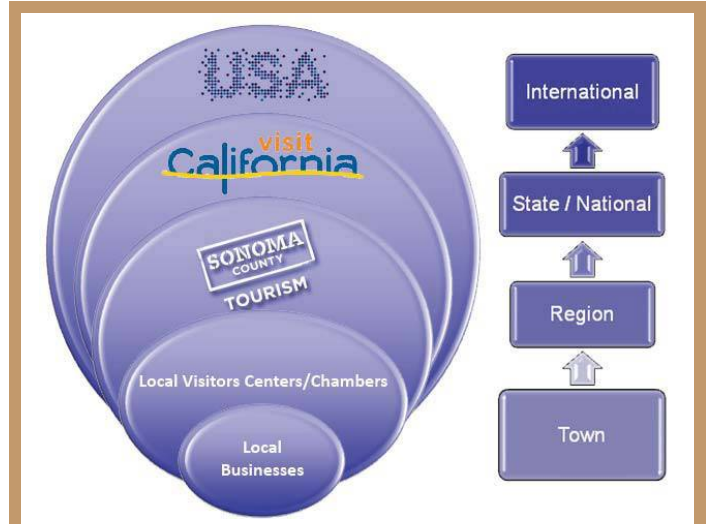 USA
visit
California
SONOMA
COUNTY
TOURISM
Local Visitors Centers/Chambers
Local
Businesses
International
State / National
Region
Town